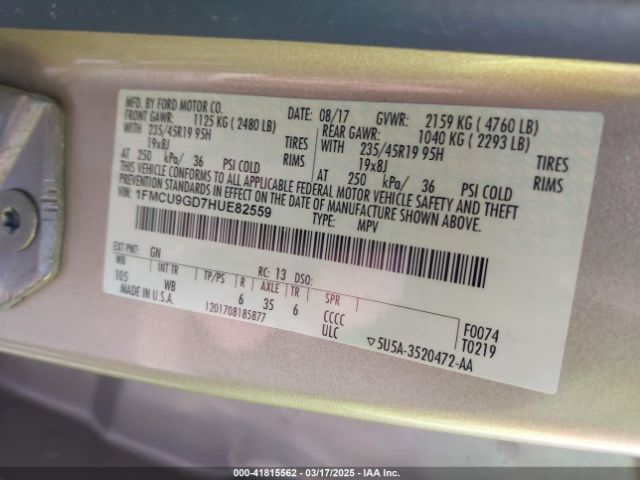 MFD. BY FORD MOTOR CO.
DATE: 08/17 GVWR: 2159 KG ( 4760 LB)
FRONT GAWR: 1125 KG ( 2480 LB) REAR GAWR: 1040 KG ( 2293 LB)
WITH 235/45R19 95H TIRES WITH 235/45R19 95H TIRES
19x8J RIMS 19x8J RIMS
AT 250 kPa/ 36 PSI COLD AT 250 kPa/ 36 PSI COLD
THIS VEHICLE CONFORMS TO ALL APPLICABLE FEDERAL MOTOR VEHICLE SAFETY AND THEFT
PREVENTION STANDARDS IN EFFECT ON THE DATE OF MANUFACTURE SHOWN ABOVE.
VIN: 1FMCU9GD7HUE82559
TYPE: MPV
EXT PNT: GN RC: 13 DSO:
WB INT TR TP/PS R AXLE TR SPR
105 WB 6 35 6 CCCC F0074
MADE IN U.S.A. 1201708185877 ULC T0219
5U5A-3520472-AA
000-41815562 - 03/17/2025 - IAA Inc.